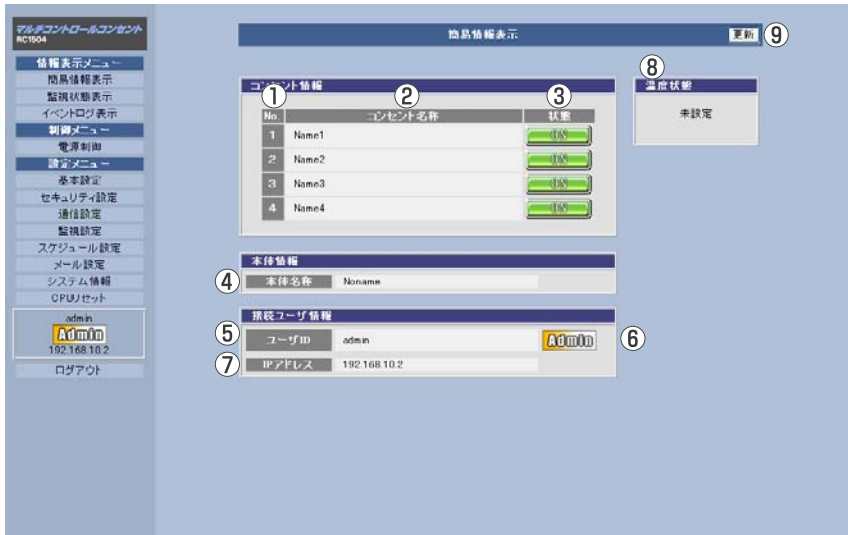 マルチコントロールコンセント
RC1504
情報表示メニュー
簡易情報表示
監視状態表示
イベントログ表示
制御メニュー
電源制御
設定メニュー
基本設定
セキュリティ設定
通信設定
監視設定
スケジュール設定
メール設定
システム情報
CPUリセット
admin
Admin
192.168.10.2
ログアウト
簡易情報表示
更新 ⑨
コンセント情報
① ② ③
No. コンセント名称 状態
1 Name1 ON
2 Name2 ON
3 Name3 ON
4 Name4 ON
⑧
温度状態
未設定
本体情報
④ 本体名称 Noname
接続ユーザ情報
⑤ ユーザID admin Admin ⑥
⑦ IPアドレス 192.168.10.2